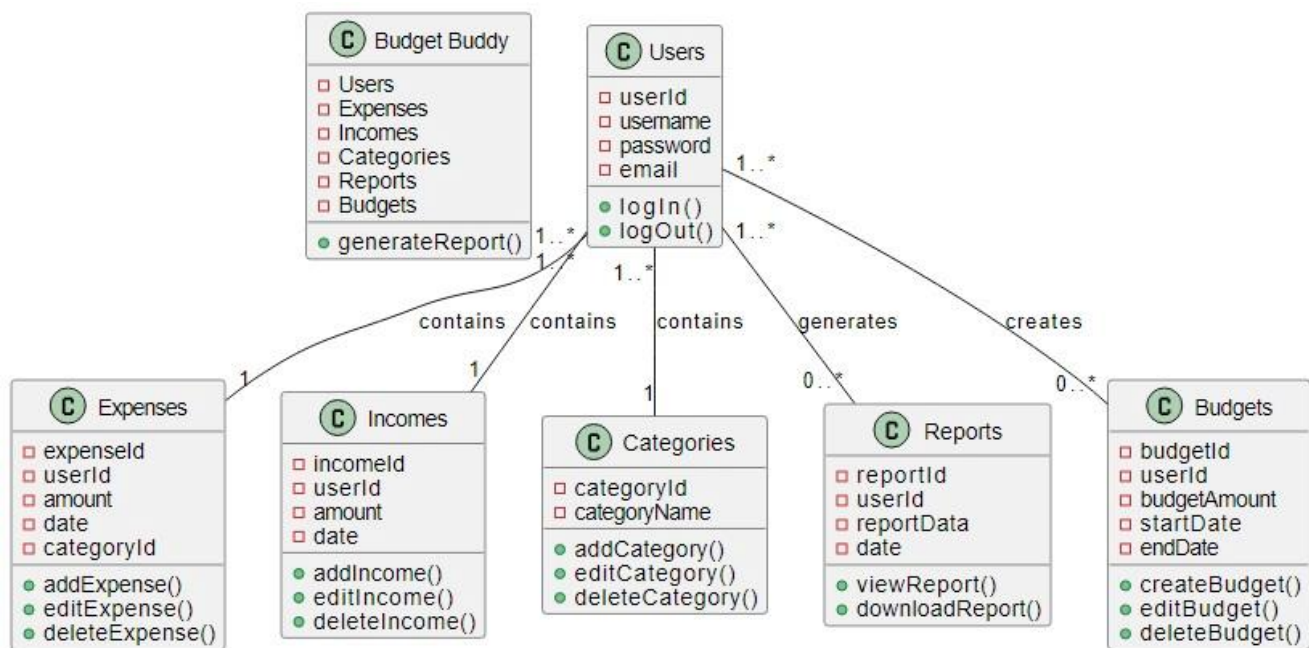 C Budget Buddy
Users
Expenses
Incomes
Categories
Reports
Budgets
generateReport()
C Users
userId
username
password
email
logIn()
logOut()
1..*
1..*
1..*
1..*
1..*
contains
contains
contains
generates
creates
1
1
1
0..*
0..*
C Expenses
expenseId
userId
amount
date
categoryId
addExpense()
editExpense()
deleteExpense()
C Incomes
incomeId
userId
amount
date
addIncome()
editIncome()
deleteIncome()
C Categories
categoryId
categoryName
addCategory()
editCategory()
deleteCategory()
C Reports
reportId
userId
reportData
date
viewReport()
downloadReport()
C Budgets
budgetId
userId
budgetAmount
startDate
endDate
createBudget()
editBudget()
deleteBudget()